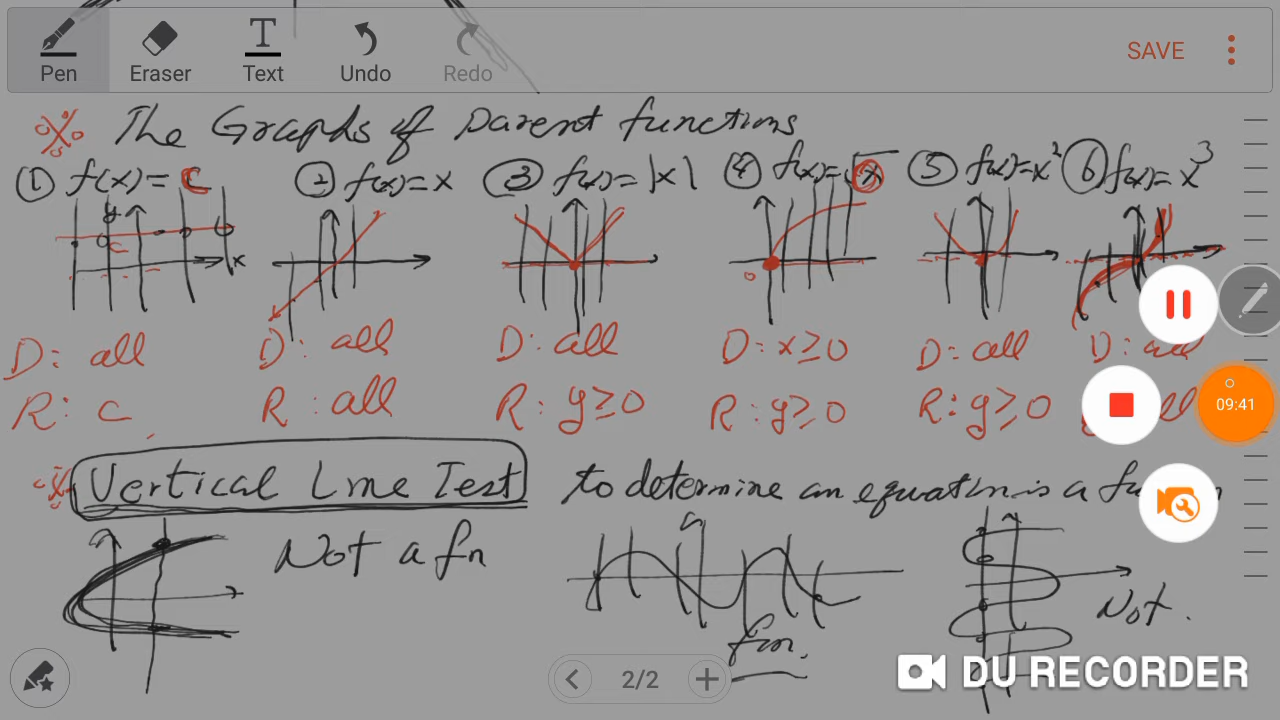 Pen Eraser Text Undo Redo SAVE
The Graphs of Parent functions
① f(x) = c ② f(x) = x ③ f(x) = |x| ④ f(x) = √x ⑤ f(x) = x² ⑥ f(x) = x³
y
c
x
0
D: all D: all D: all D: x ≥ 0 D: all D: all
R: c R: all R: y ≥ 0 R: y ≥ 0 R: y ≥ 0
09:41
Vertical Line Test to determine an equation is a
Not a fn
fun.
Not.
2/2
DU RECORDER